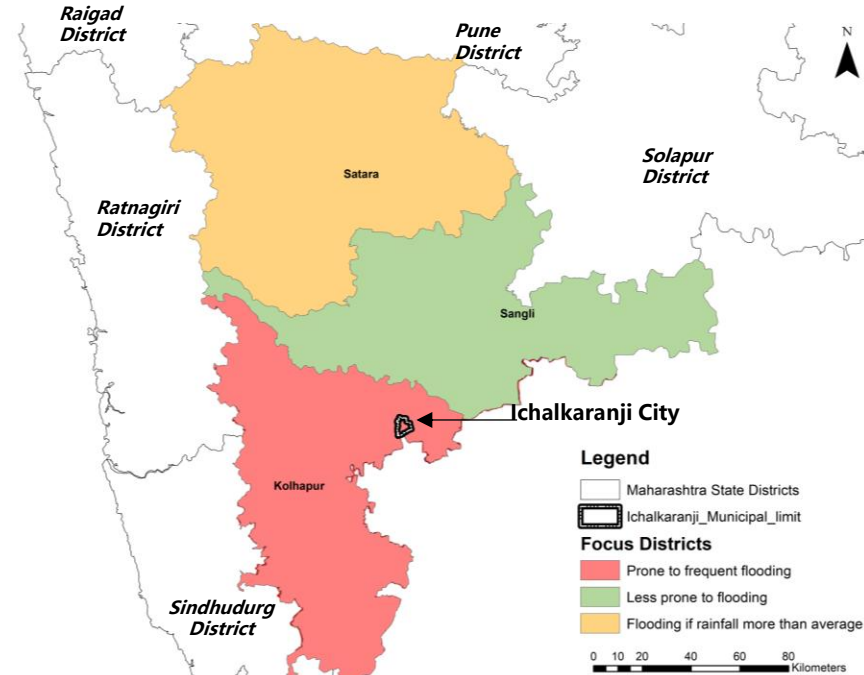 Raigad
District
Pune
District
N
Solapur
District
Satara
Ratnagiri
District
Sangli
Ichalkaranji City
Kolhapur
Sindhudurg
District
Legend
Maharashtra State Districts
Ichalkaranji_Municipal_limit
Focus Districts
Prone to frequent flooding
Less prone to flooding
Flooding if rainfall more than average
0 10 20 40 60 80
Kilometers